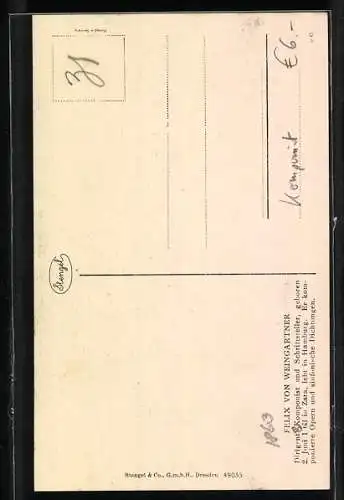 31
Stengel
Komponist
€ 6.-
1863
FELIX VON WEINGARTNER
Dirigent, Komponist und Schriftsteller, geboren
2. Juni 1863 in Zara, lebt in Hamburg. Er kom-
ponierte Opern und sinfonische Dichtungen.
Stengel & Co., G.m.b.H., Dresden 49055